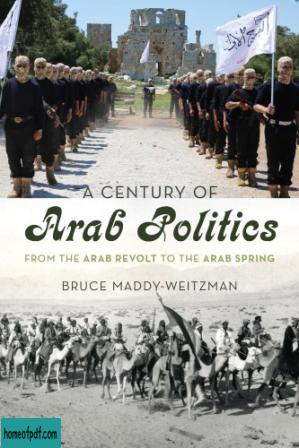 A CENTURY OF
Arab Politics
FROM THE ARAB REVOLT TO THE ARAB SPRING
BRUCE MADDY-WEITZMAN
homeofpdf.com